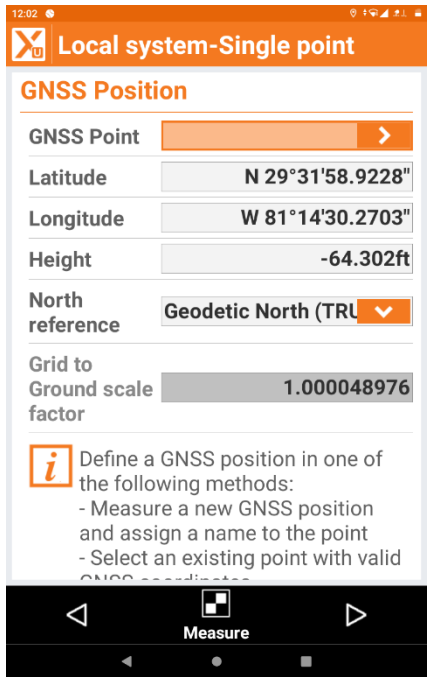 12:02
Xu Local system-Single point
GNSS Position
GNSS Point
Latitude N 29°31'58.9228"
Longitude W 81°14'30.2703"
Height -64.302ft
North
reference
Geodetic North (TRU
Grid to
Ground scale
factor
1.000048976
i
Define a GNSS position in one of
the following methods:
- Measure a new GNSS position
and assign a name to the point
- Select an existing point with valid
GNSS coordinates
Measure